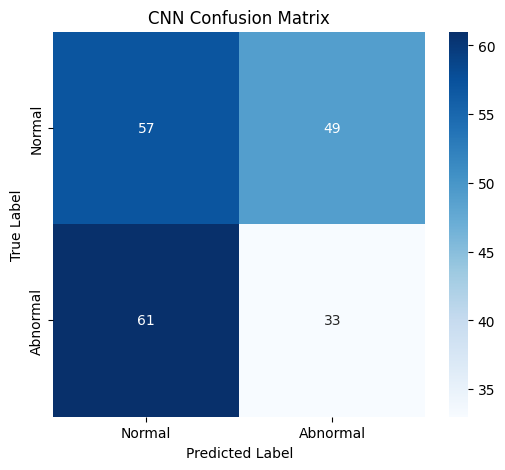 CNN Confusion Matrix
True Label
Normal
Abnormal
57 49
61 33
Normal Abnormal
Predicted Label
60
55
50
45
40
35